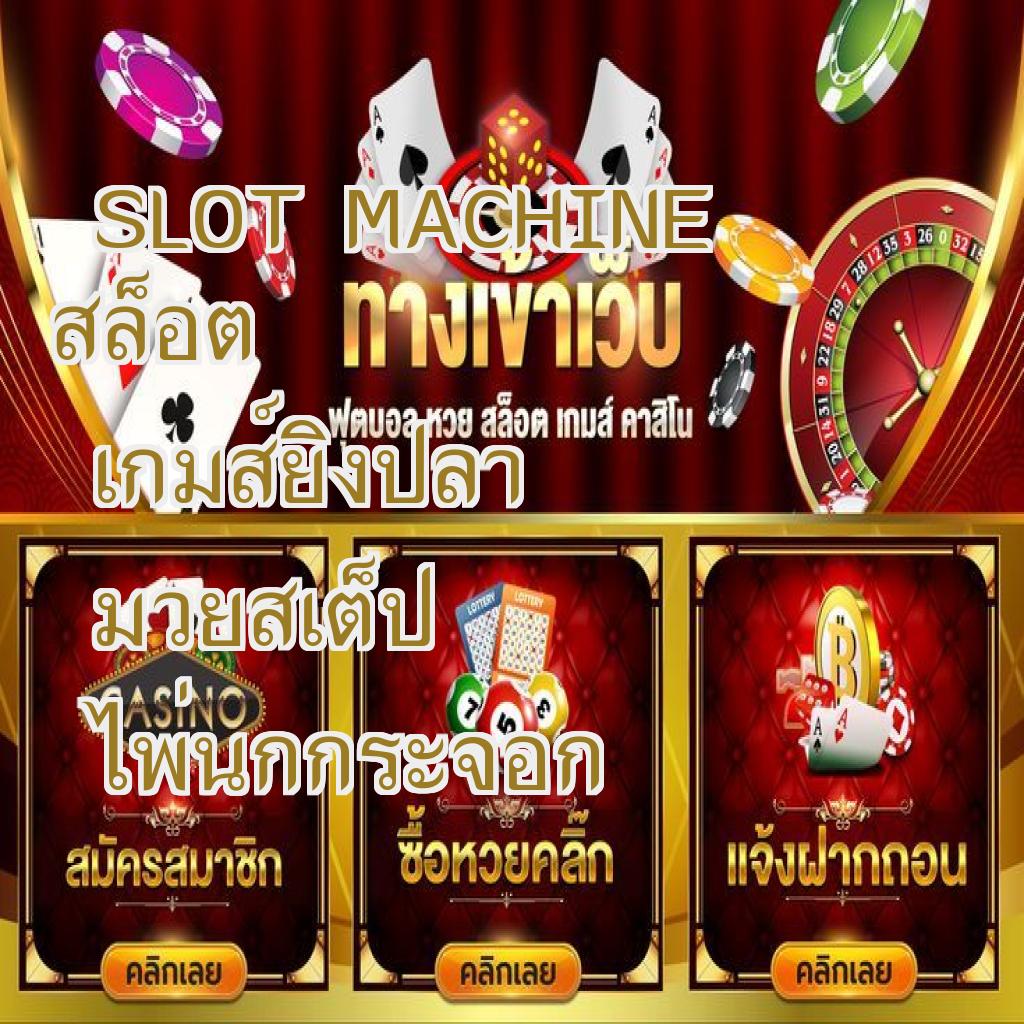 SLOT MACHINE
ทางเข้าเว็บ
สล็อต
ฟุตบอล หวย สล็อต เกมส์ คาสิโน
เกมส์ยิงปลา
มวยสเต็ป
LOTTERY LOTTERY
CASINO
ไพ่นกกระจอก
สมัครสมาชิก
ซื้อหวยคลิ๊ก
แจ้งฝากถอน
คลิกเลย
คลิกเลย
คลิกเลย